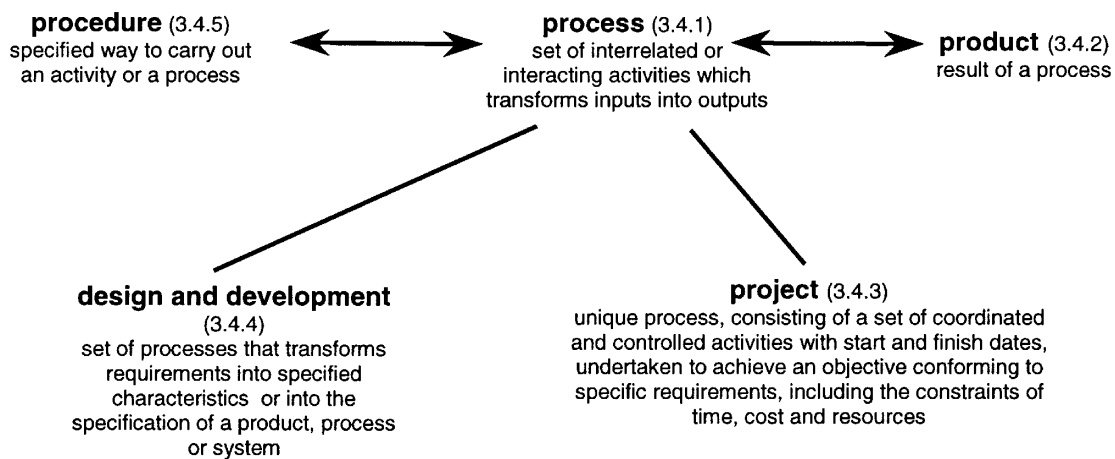 procedure (3.4.5)
specified way to carry out
an activity or a process
process (3.4.1)
set of interrelated or
interacting activities which
transforms inputs into outputs
product (3.4.2)
result of a process
design and development
(3.4.4)
set of processes that transforms
requirements into specified
characteristics or into the
specification of a product, process
or system
project (3.4.3)
unique process, consisting of a set of coordinated
and controlled activities with start and finish dates,
undertaken to achieve an objective conforming to
specific requirements, including the constraints of
time, cost and resources